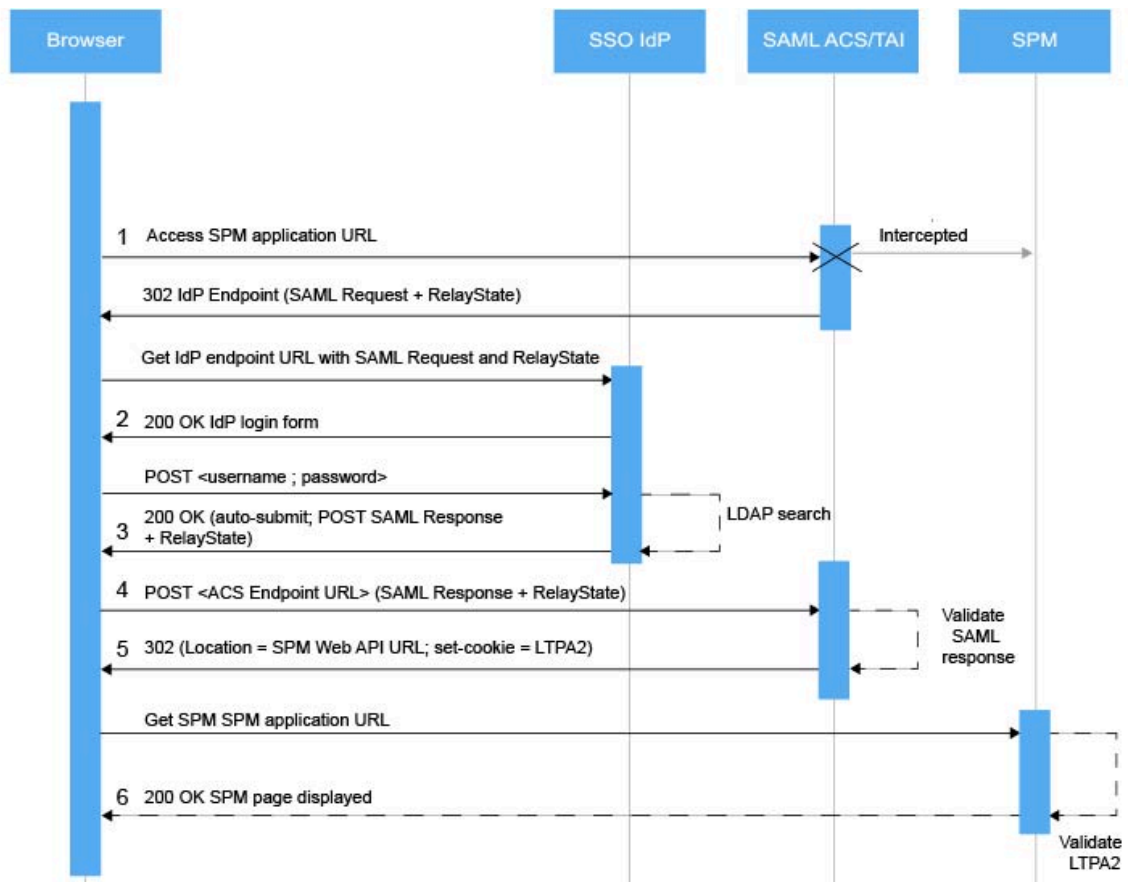 Browser
SSO IdP
SAML ACS/TAI
SPM
1 Access SPM application URL
Intercepted
302 IdP Endpoint (SAML Request + RelayState)
Get IdP endpoint URL with SAML Request and RelayState
2 200 OK IdP login form
POST <username ; password>
LDAP search
3 200 OK (auto-submit; POST SAML Response
+ RelayState)
4 POST <ACS Endpoint URL> (SAML Response + RelayState)
Validate
SAML
response
5 302 (Location = SPM Web API URL; set-cookie = LTPA2)
Get SPM SPM application URL
6 200 OK SPM page displayed
Validate
LTPA2